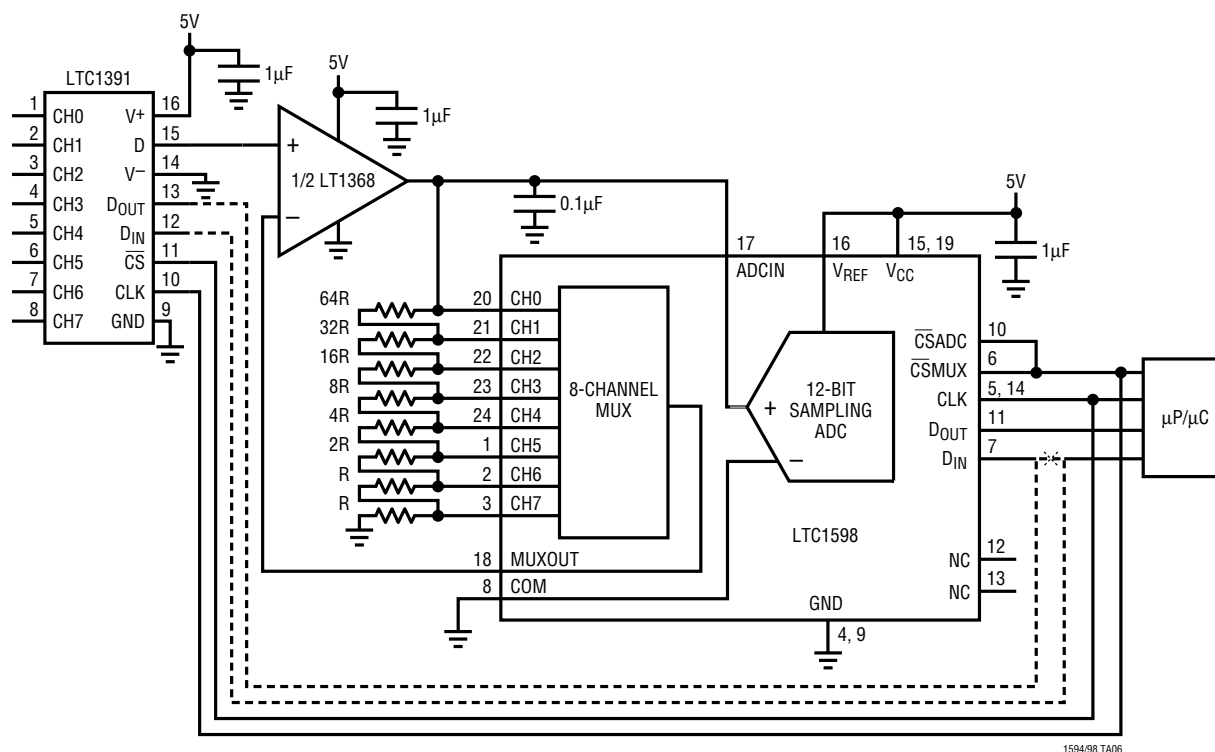 5V
1µF
LTC1391
1 CH0
2 CH1
3 CH2
4 CH3
5 CH4
6 CH5
7 CH6
8 CH7
V+ 16
D 15
V− 14
DOUT 13
DIN 12
CS 11
CLK 10
GND 9
5V
1µF
+
1/2 LT1368
−
0.1µF
5V
1µF
17
ADCIN
16
VREF
15, 19
VCC
64R 20 CH0
32R 21 CH1
16R 22 CH2
8R 23 CH3
4R 24 CH4
2R 1 CH5
R 2 CH6
R 3 CH7
8-CHANNEL
MUX
+
−
12-BIT
SAMPLING
ADC
CSADC 10
CSMUX 6
CLK 5, 14
DOUT 11
DIN 7
µP/µC
LTC1598
NC 12
NC 13
18 MUXOUT
8 COM
GND
4, 9
1594/98 TA06